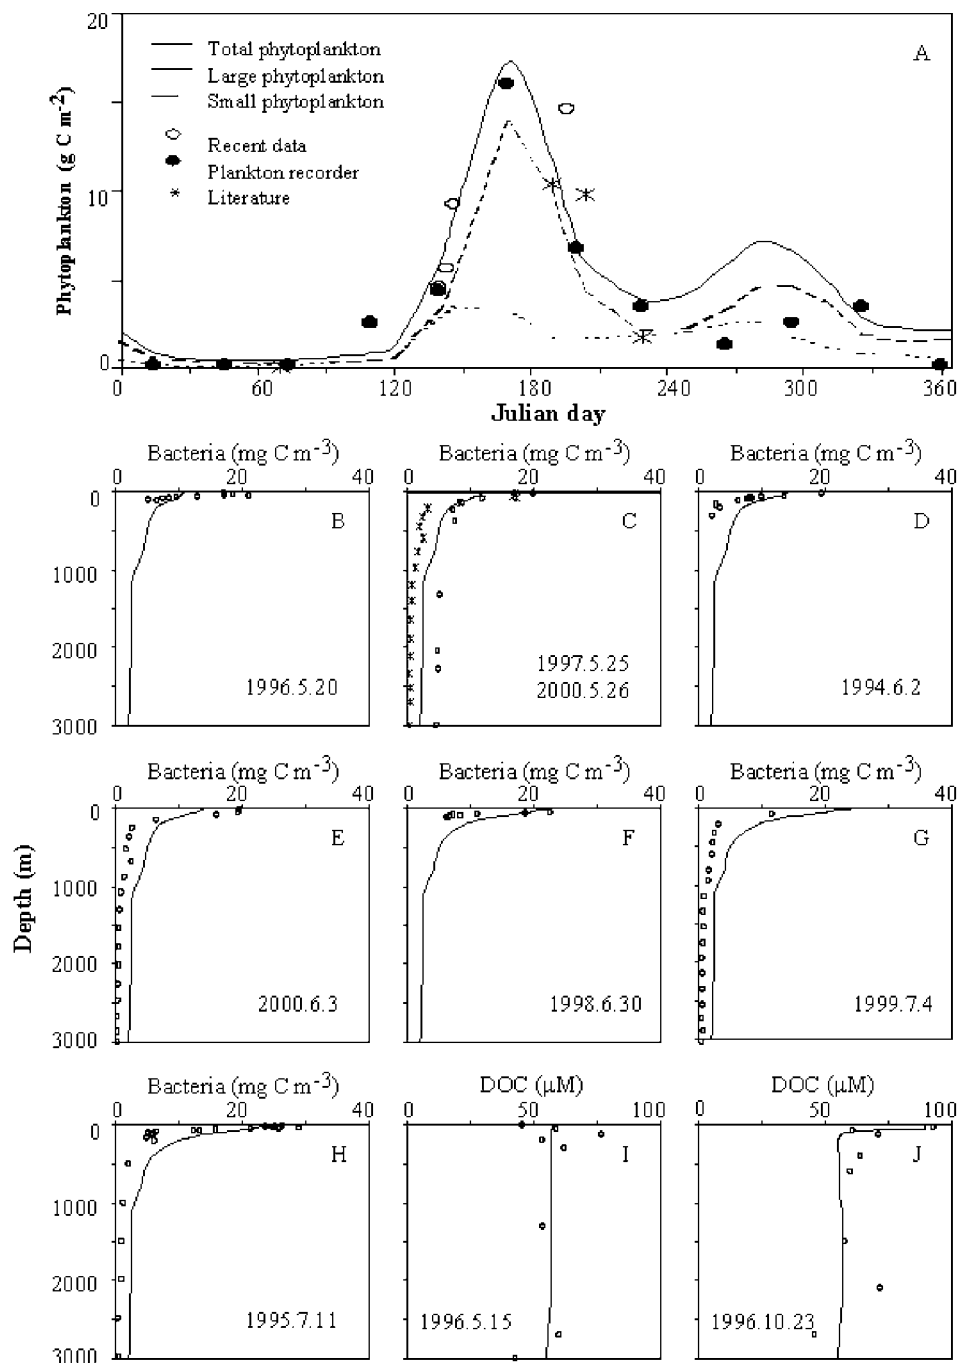 20
Total phytoplankton
Large phytoplankton
Small phytoplankton
A
Recent data
Plankton recorder
Literature
Phytoplankton (g C m-2)
10
0
0 60 120 180 240 300 360
Julian day
Bacteria (mg C m-3) Bacteria (mg C m-3) Bacteria (mg C m-3)
0 20 40 0 20 40 0 20 40
0
B C D
1000
2000
1997.5.25
1996.5.20 2000.5.26 1994.6.2
3000
Bacteria (mg C m-3) Bacteria (mg C m-3) Bacteria (mg C m-3)
0 20 40 0 20 40 0 20 40
0
E F G
Depth (m)
1000
2000
2000.6.3 1998.6.30 1999.7.4
3000
Bacteria (mg C m-3) DOC (μM) DOC (μM)
0 20 40 0 50 100 0 50 100
0
H I J
1000
2000
1995.7.11 1996.5.15 1996.10.23
3000